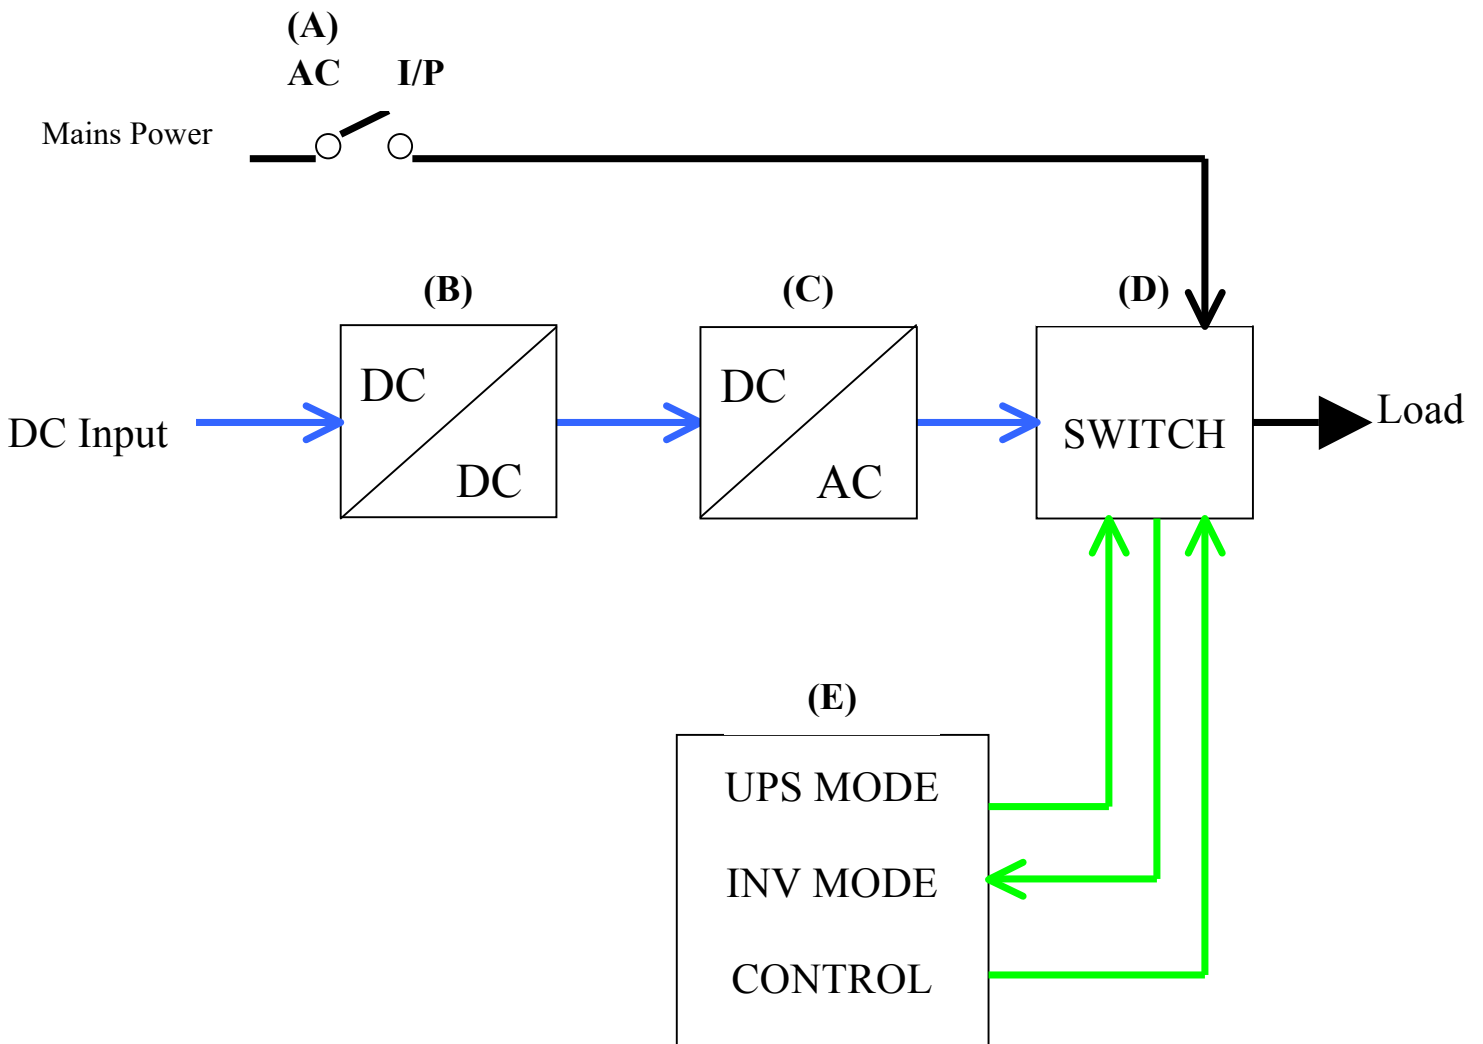 (A)
AC I/P
Mains Power
(B)
(C)
(D)
DC
DC
DC Input
DC
AC
SWITCH
Load
(E)
UPS MODE
INV MODE
CONTROL